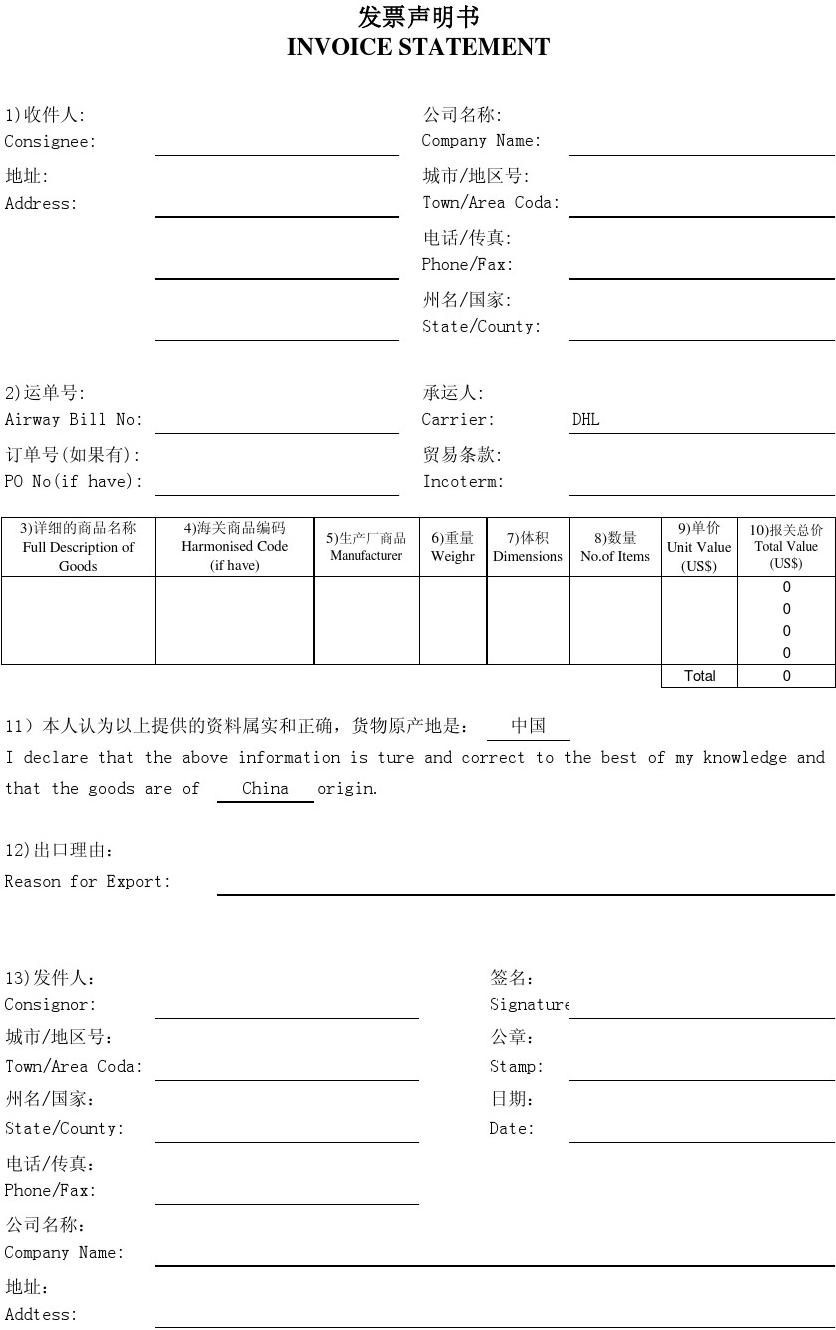 发票声明书
INVOICE STATEMENT
1)收件人:
公司名称:
Consignee:
Company Name:
地址:
城市/地区号:
Address:
Town/Area Coda:
电话/传真:
Phone/Fax:
州名/国家:
State/County:
2)运单号:
承运人:
Airway Bill No:
Carrier: DHL
订单号(如果有):
贸易条款:
PO No(if have):
Incoterm:
3)详细的商品名称
Full Description of
Goods
4)海关商品编码
Harmonised Code
(if have)
5)生产厂商品
Manufacturer
6)重量
Weighr
7)体积
Dimensions
8)数量
No.of Items
9)单价
Unit Value
(US$)
10)报关总价
Total Value
(US$)
0
0
0
0
Total 0
11）本人认为以上提供的资料属实和正确，货物原产地是： 中国
I declare that the above information is ture and correct to the best of my knowledge and
that the goods are of China origin.
12)出口理由：
Reason for Export:
13)发件人：
签名：
Consignor:
Signature
城市/地区号：
公章：
Town/Area Coda:
Stamp:
州名/国家：
日期：
State/County:
Date:
电话/传真：
Phone/Fax:
公司名称：
Company Name:
地址：
Addtess: